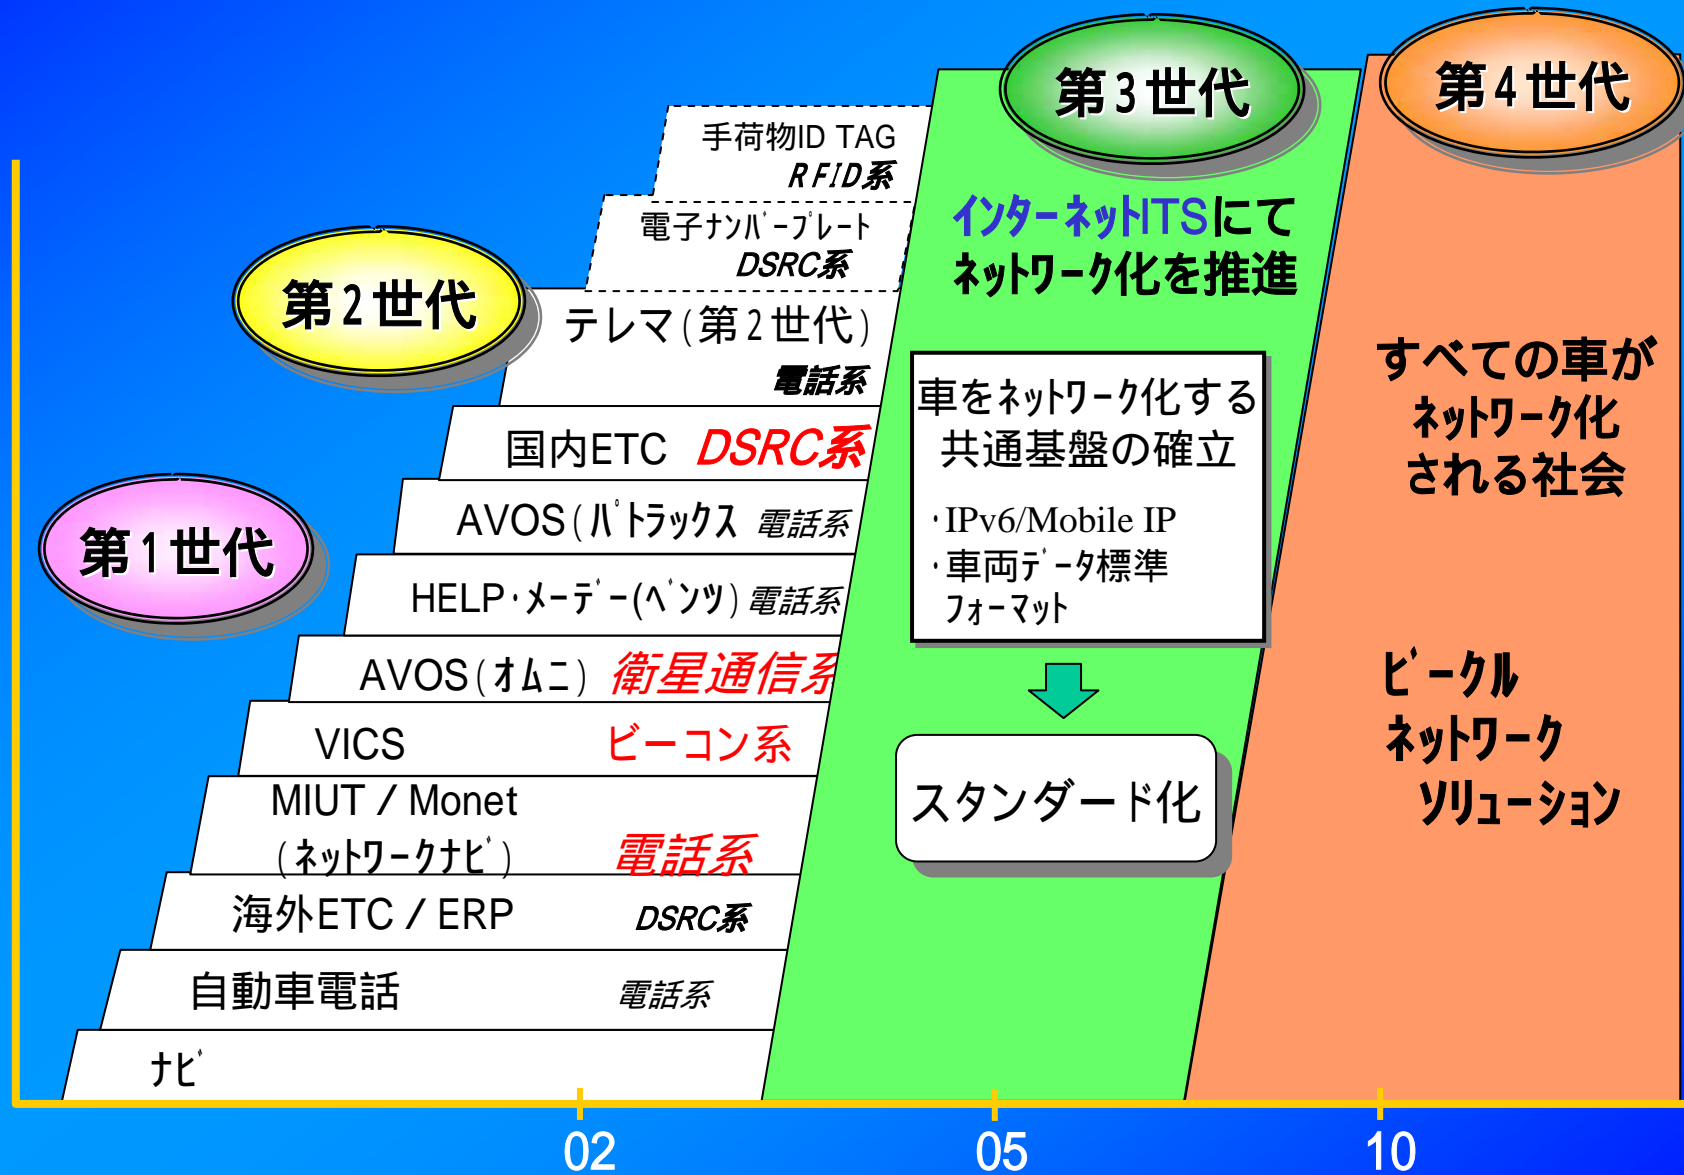 第3世代
第4世代
手荷物ID TAG
RFID系
電子ナンバープレート
DSRC系
第2世代
テレマ(第2世代)
電話系
国内ETC DSRC系
第1世代
AVOS(パトラックス 電話系
HELP・メーデー(ベンツ) 電話系
AVOS(オムニ) 衛星通信系
VICS ビーコン系
MIUT / Monet
(ネットワークナビ) 電話系
海外ETC / ERP DSRC系
自動車電話 電話系
ナビ
インターネットITSにて
ネットワーク化を推進
車をネットワーク化する
共通基盤の確立
・IPv6/Mobile IP
・車両データ標準
フォーマット
スタンダード化
すべての車が
ネットワーク化
される社会
ビークル
ネットワーク
ソリューション
02 05 10